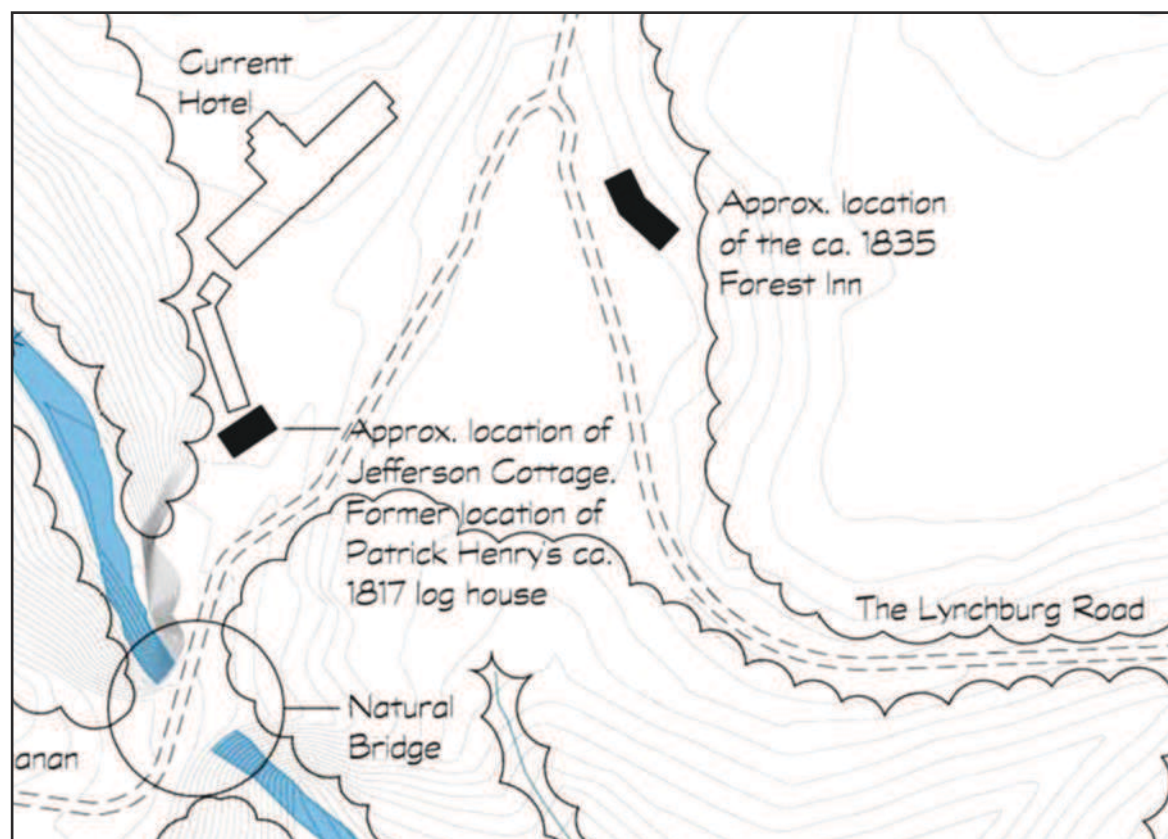 Current
Hotel
Approx. location
of the ca. 1835
Forest Inn
Approx. location of
Jefferson Cottage.
Former location of
Patrick Henry's ca.
1817 log house
The Lynchburg Road
Natural
Bridge
anan